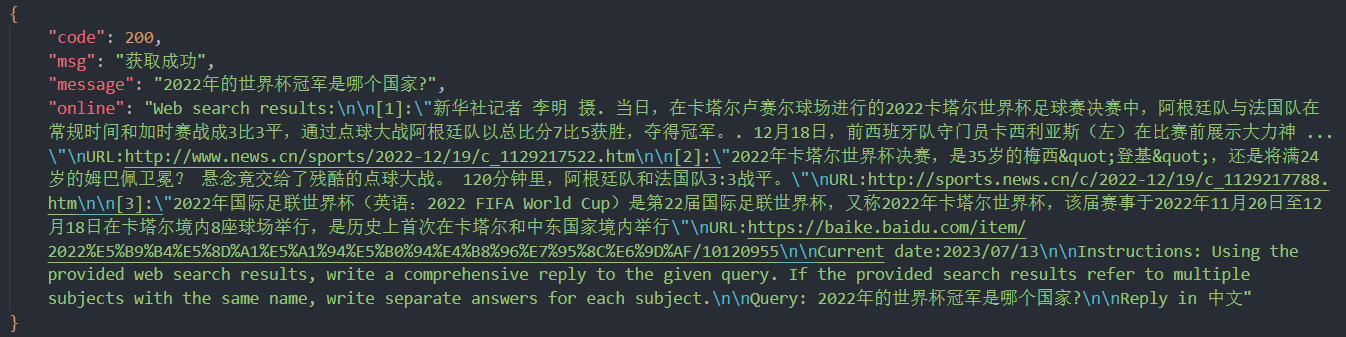 {
"code": 200,
"msg": "获取成功",
"message": "2022年的世界杯冠军是哪个国家?",
"online": "Web search results:\n\n[1]:\"新华社记者 李明 摄. 当日，在卡塔尔卢赛尔球场进行的2022卡塔尔世界杯足球赛决赛中，阿根廷队与法国队在
常规时间和加时赛战成3比3平，通过点球大战阿根廷队以总比分7比5获胜，夺得冠军。. 12月18日，前西班牙队守门员卡西利亚斯（左）在比赛前展示大力神 ...
\"\nURL:http://www.news.cn/sports/2022-12/19/c_1129217522.htm\n\n[2]:\"2022年卡塔尔世界杯决赛，是35岁的梅西&quot;登基&quot;，还是将满24
岁的姆巴佩卫冕？ 悬念竟交给了残酷的点球大战。 120分钟里，阿根廷队和法国队3:3战平。\"\nURL:http://sports.news.cn/c/2022-12/19/c_1129217788.
htm\n\n[3]:\"2022年国际足联世界杯（英语：2022 FIFA World Cup）是第22届国际足联世界杯，又称2022年卡塔尔世界杯，该届赛事于2022年11月20日至12
月18日在卡塔尔境内8座球场举行，是历史上首次在卡塔尔和中东国家境内举行\"\nURL:https://baike.baidu.com/item/
2022%E5%B9%B4%E5%8D%A1%E5%A1%94%E5%B0%94%E4%B8%96%E7%95%8C%E6%9D%AF/10120955\n\nCurrent date:2023/07/13\n\nInstructions: Using the
provided web search results, write a comprehensive reply to the given query. If the provided search results refer to multiple
subjects with the same name, write separate answers for each subject.\n\nQuery: 2022年的世界杯冠军是哪个国家?\n\nReply in 中文"
}